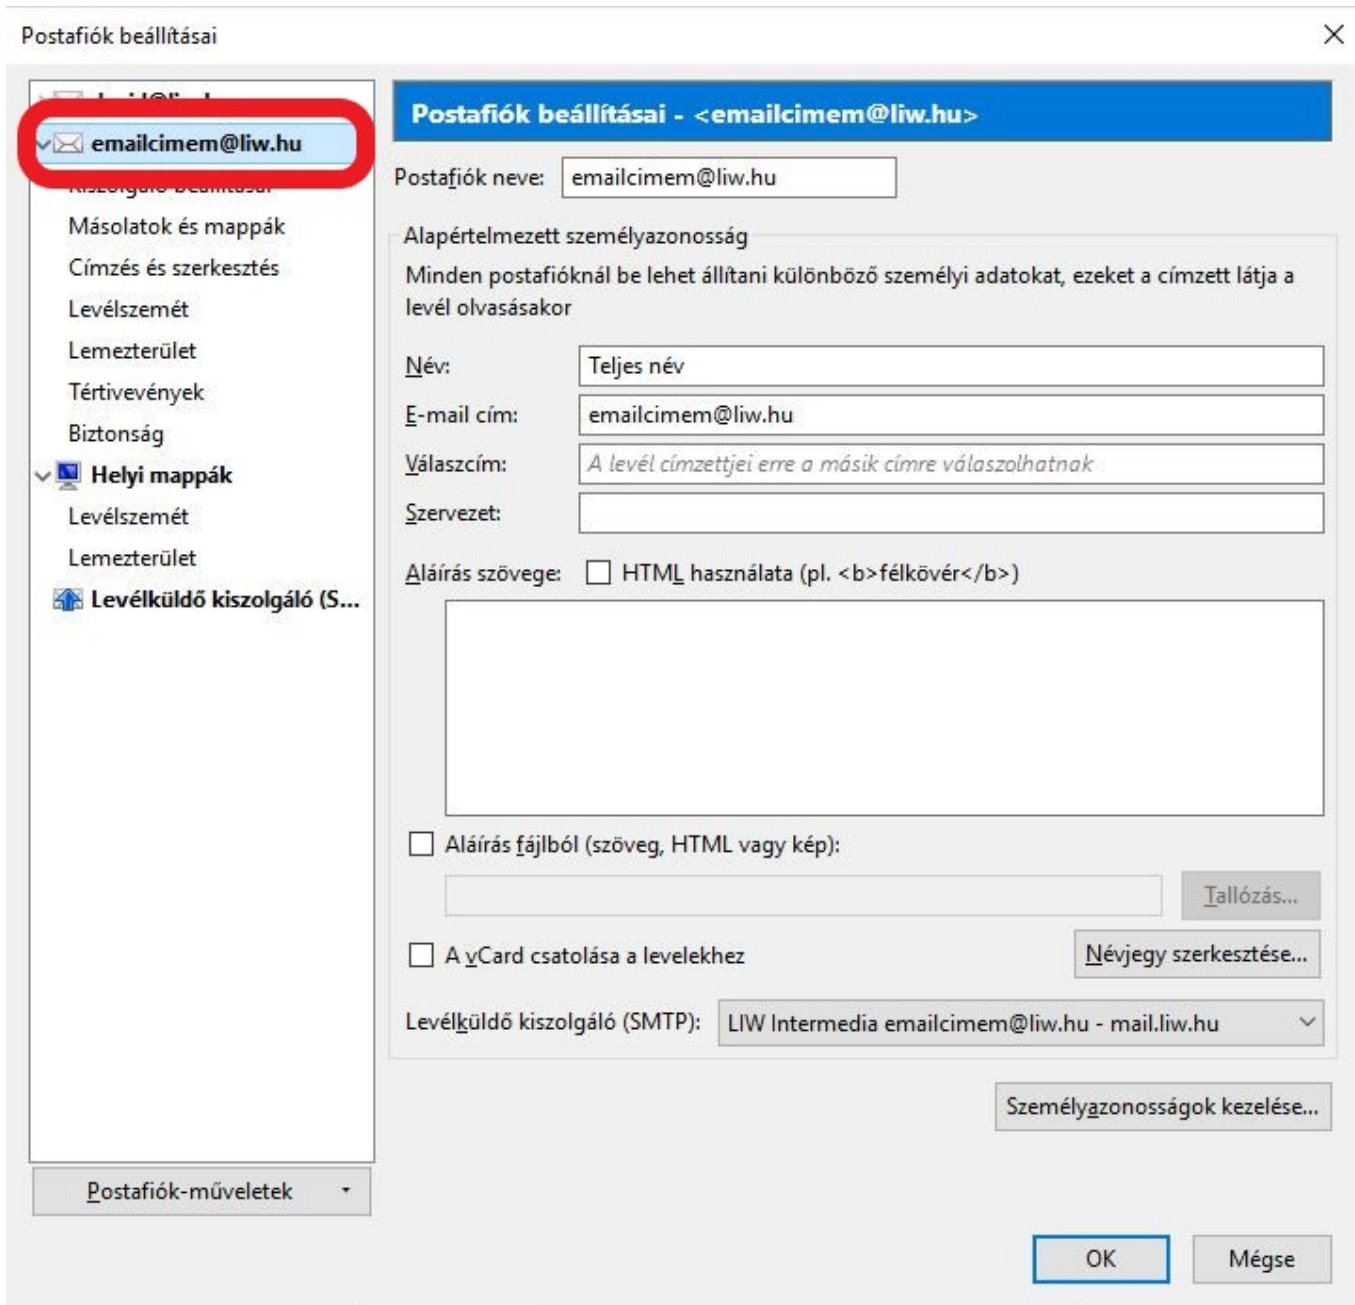 Postafiók beállításai
emailcimem@liw.hu
Kiszolgáló beállításai
Másolatok és mappák
Címzés és szerkesztés
Levélszemét
Lemezterület
Tértivevények
Biztonság
Helyi mappák
Levélszemét
Lemezterület
Levélküldő kiszolgáló (S...
Postafiók-műveletek
Postafiók beállításai - <emailcimem@liw.hu>
Postafiók neve: emailcimem@liw.hu
Alapértelmezett személyazonosság
Minden postafióknál be lehet állítani különböző személyi adatokat, ezeket a címzett látja a
levél olvasásakor
Név: Teljes név
E-mail cím: emailcimem@liw.hu
Válaszcím: A levél címzettjei erre a másik címre válaszolhatnak
Szervezet:
Aláírás szövege: HTML használata (pl. <b>félkövér</b>)
Aláírás fájlból (szöveg, HTML vagy kép):
Tallózás...
A vCard csatolása a levelekhez
Névjegy szerkesztése...
Levélküldő kiszolgáló (SMTP): LIW Intermedia emailcimem@liw.hu - mail.liw.hu
Személyazonosságok kezelése...
OK Mégse